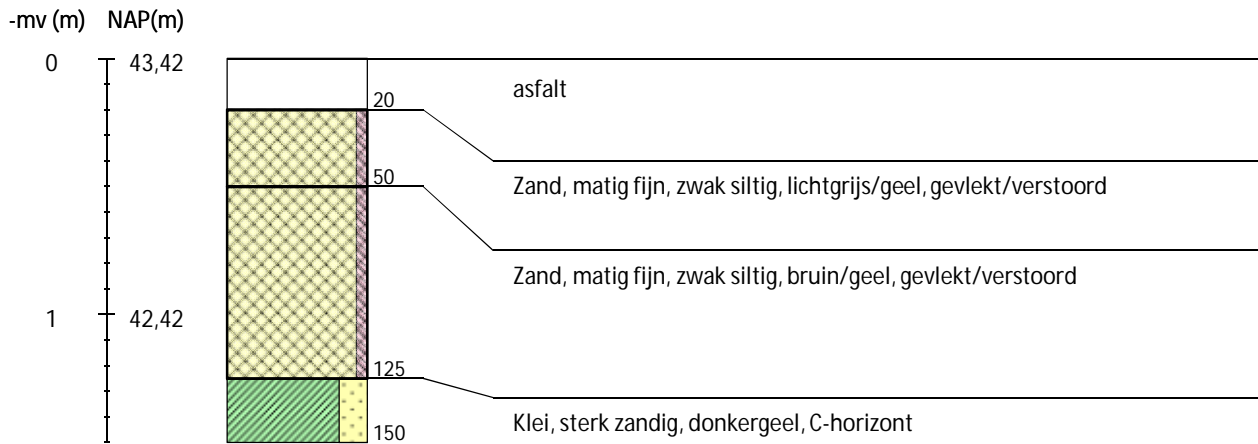 -mv (m) NAP(m)
0 43,42
asfalt
20
50
Zand, matig fijn, zwak siltig, lichtgrijs/geel, gevlekt/verstoord
Zand, matig fijn, zwak siltig, bruin/geel, gevlekt/verstoord
1 42,42
125
Klei, sterk zandig, donkergeel, C-horizont
150